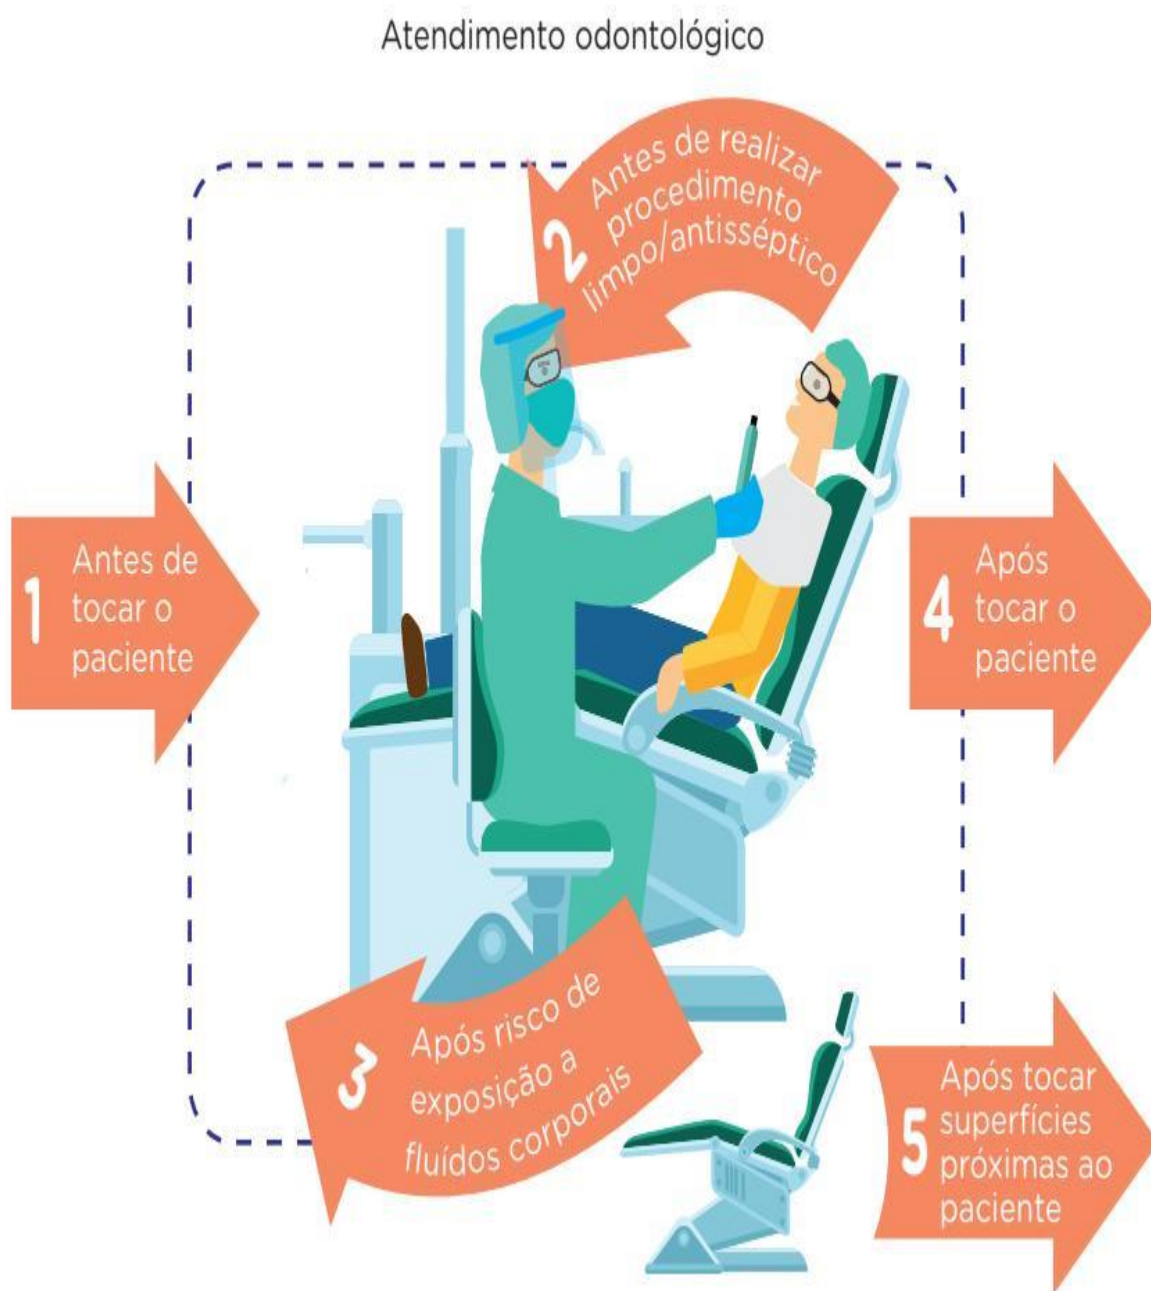 Atendimento odontológico
1
Antes de
tocar o
paciente
2
Antes de realizar
procedimento
limpo/antisséptico
3
Após risco de
exposição a
fluídos corporais
4
Após
tocar o
paciente
5
Após tocar
superfícies
próximas ao
paciente